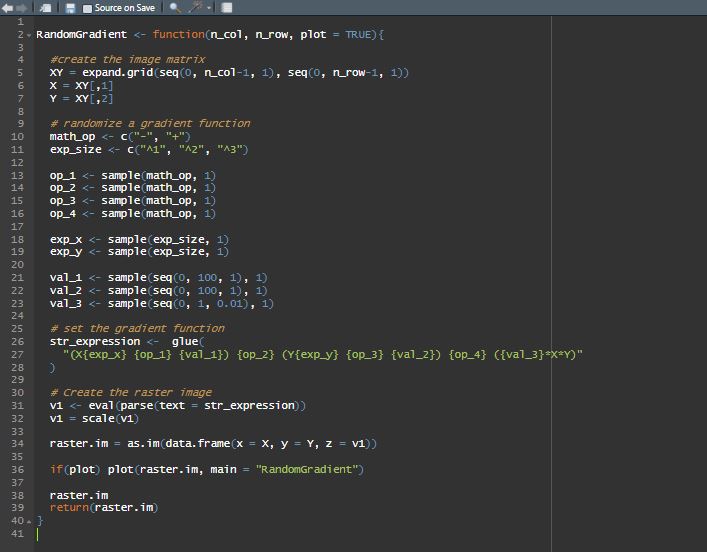 Source on Save
1
2 RandomGradient <- function(n_col, n_row, plot = TRUE){
3
4 #create the image matrix
5 XY = expand.grid(seq(0, n_col-1, 1), seq(0, n_row-1, 1))
6 X = XY[,1]
7 Y = XY[,2]
8
9 # randomize a gradient function
10 math_op <- c("-", "+")
11 exp_size <- c("^1", "^2", "^3")
12
13 op_1 <- sample(math_op, 1)
14 op_2 <- sample(math_op, 1)
15 op_3 <- sample(math_op, 1)
16 op_4 <- sample(math_op, 1)
17
18 exp_x <- sample(exp_size, 1)
19 exp_y <- sample(exp_size, 1)
20
21 val_1 <- sample(seq(0, 100, 1), 1)
22 val_2 <- sample(seq(0, 100, 1), 1)
23 val_3 <- sample(seq(0, 1, 0.01), 1)
24
25 # set the gradient function
26 str_expression <- glue(
27 "(X{exp_x} {op_1} {val_1}) {op_2} (Y{exp_y} {op_3} {val_2}) {op_4} ({val_3}*X*Y)"
28 )
29
30 # Create the raster image
31 v1 <- eval(parse(text = str_expression))
32 v1 = scale(v1)
33
34 raster.im = as.im(data.frame(x = X, y = Y, z = v1))
35
36 if(plot) plot(raster.im, main = "RandomGradient")
37
38 raster.im
39 return(raster.im)
40 }
41